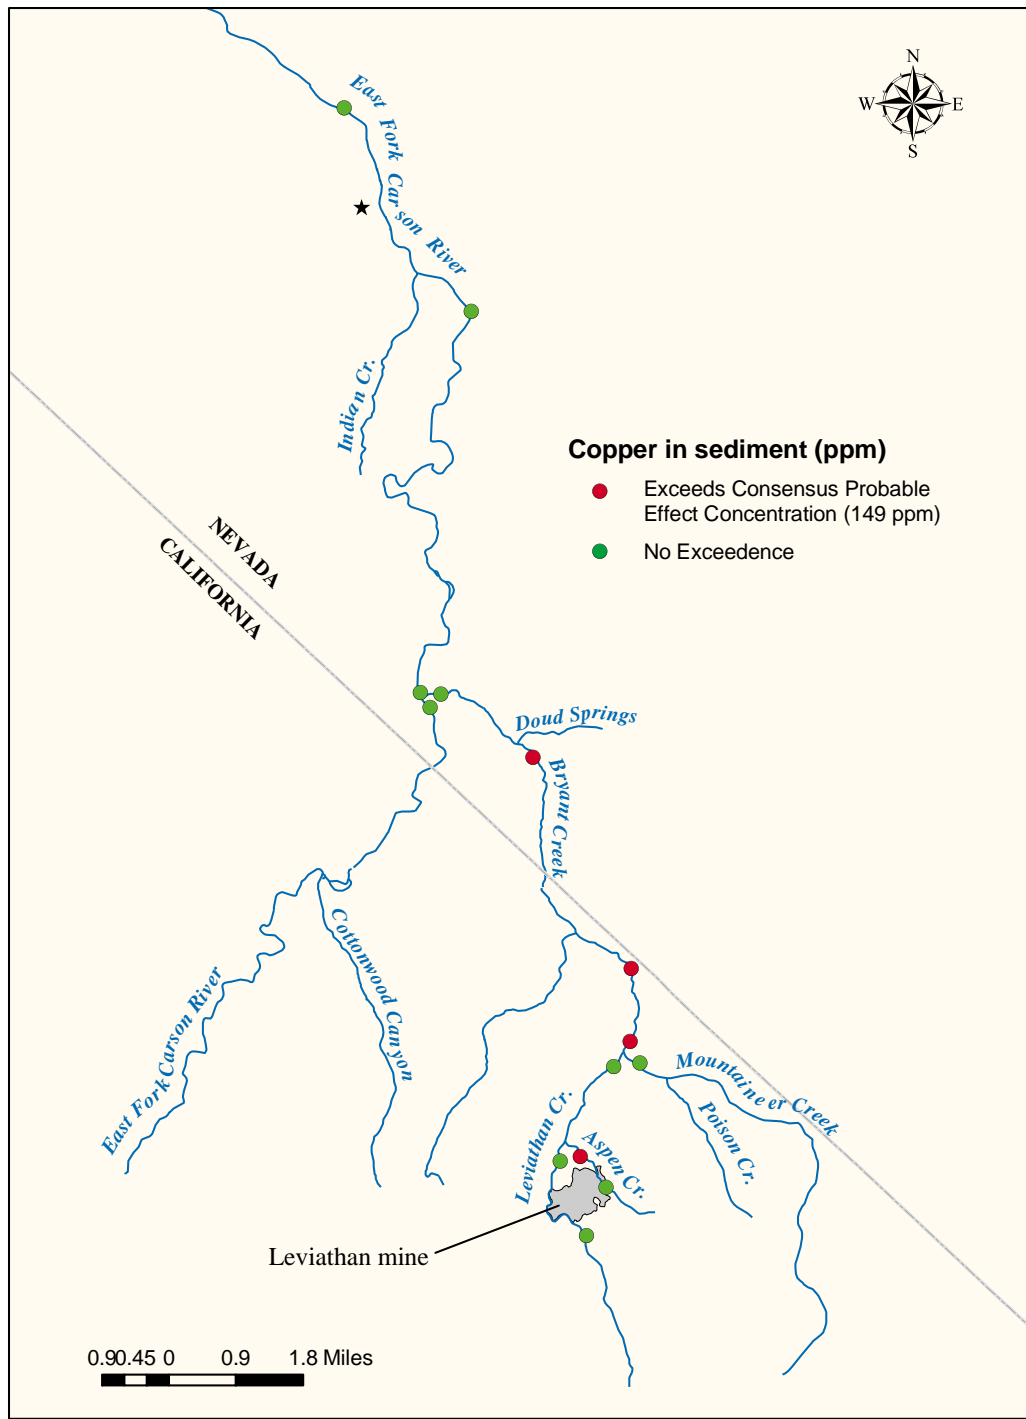 N
W
E
S
East Fork Carson River
Indian Cr.
Copper in sediment (ppm)
Exceeds Consensus Probable
Effect Concentration (149 ppm)
No Exceedence
NEVADA
CALIFORNIA
Doud Springs
Bryant Creek
Cottonwood Canyon
East Fork Carson River
Mountaineer Creek
Poison Cr.
Leviathan Cr.
Aspen Cr.
Leviathan mine
0.90.45 0 0.9 1.8 Miles